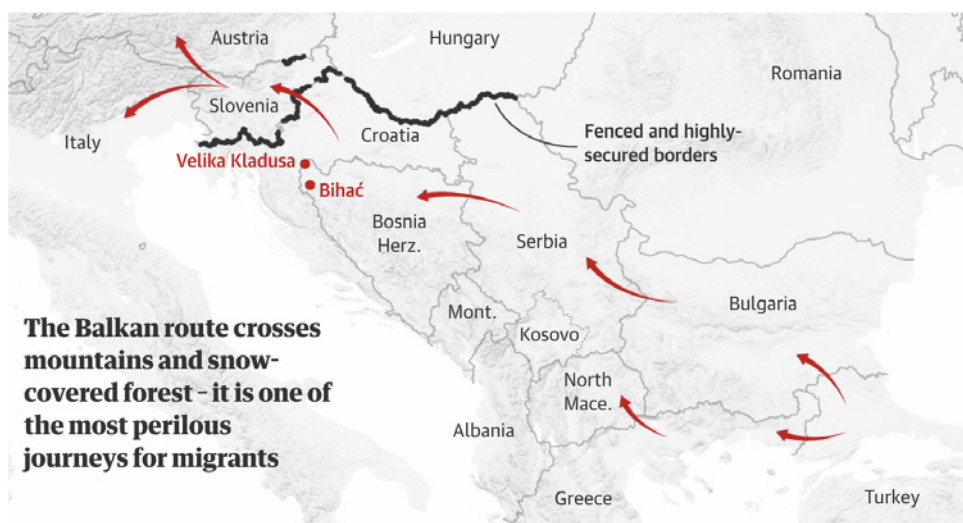 Austria
Hungary
Romania
Slovenia
Italy
Croatia
Fenced and highly-
secured borders
Velika Kladusa
Bihać
Bosnia
Herz.
Serbia
Bulgaria
Mont.
Kosovo
The Balkan route crosses
mountains and snow-
covered forest – it is one of
the most perilous
journeys for migrants
North
Mace.
Albania
Greece
Turkey